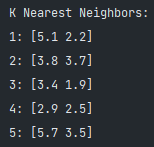 K Nearest Neighbors:
1: [5.1 2.2]
2: [3.8 3.7]
3: [3.4 1.9]
4: [2.9 2.5]
5: [5.7 3.5]